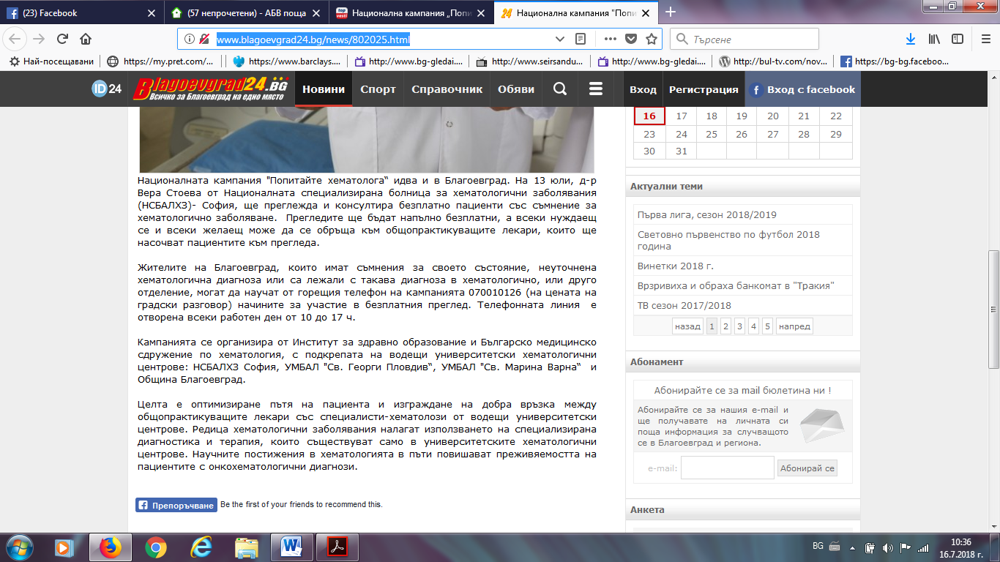 (23) Facebook
(57 непрочетени) - АБВ поща
top vesti
Национална кампания „Попи
24
Национална кампания "Попит
www.blagoevgrad24.bg/news/802025.html
Търсене
Най-посещавани
https://my.pret.com/...
https://www.barclays....
http://www.bg-gledai....
http://www.seirsandu...
http://www.bg-gledai....
http://bul-tv.com/nov...
https://bg-bg.faceboo...
ID 24
Blagoevgrad24.BG
Всичко за Благоевград на едно място
Новини
Спорт
Справочник
Обяви
Вход
Регистрация
Вход с facebook
16 17 18 19 20 21 22
23 24 25 26 27 28 29
30 31
Националната кампания "Попитайте хематолога“ идва и в Благоевград. На 13 юли, д-р
Вера Стоева от Националната специализирана болница за хематологични заболявания
(НСБАЛХЗ)- София, ще преглежда и консултира безплатно пациенти със съмнение за
хематологично заболяване. Прегледите ще бъдат напълно безплатни, а всеки нуждаещ
се и всеки желаещ може да се обръща към общопрактикуващите лекари, които ще
насочват пациентите към прегледа.
Жителите на Благоевград, които имат съмнения за своето състояние, неуточнена
хематологична диагноза или са лежали с такава диагноза в хематологично, или друго
отделение, могат да научат от горещия телефон на кампанията 070010126 (на цената на
градски разговор) начините за участие в безплатния преглед. Телефонната линия е
отворена всеки работен ден от 10 до 17 ч.
Кампанията се организира от Институт за здравно образование и Българско медицинско
сдружение по хематология, с подкрепата на водещи университетски хематологични
центрове: НСБАЛХЗ София, УМБАЛ "Св. Георги Пловдив“, УМБАЛ "Св. Марина Варна“ и
Община Благоевград.
Целта е оптимизиране пътя на пациента и изграждане на добра връзка между
общопрактикуващите лекари със специалисти-хематолози от водещи университетски
центрове. Редица хематологични заболявания налагат използването на специализирана
диагностика и терапия, които съществуват само в университетските хематологични
центрове. Научните постижения в хематологията в пъти повишават преживяемостта на
пациентите с онкохематологични диагнози.
Препоръчване
Be the first of your friends to recommend this.
Актуални теми
Първа лига, сезон 2018/2019
Световно първенство по футбол 2018
година
Винетки 2018 г.
Врзривиха и обраха банкомат в "Тракия"
ТВ сезон 2017/2018
назад 1 2 3 4 5 напред
Абонамент
Абонирайте се за mail бюлетина ни !
Абонирайте се за нашия e-mail и
ще получавате на личната си
поща информация за случващото
се в Благоевград и региона.
e-mail:
Абонирай се
Анкета
BG
10:36
16.7.2018 г.